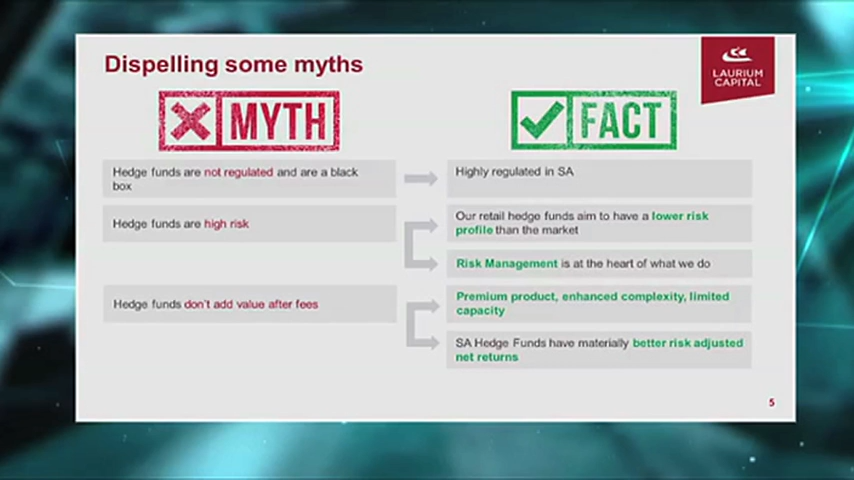 Dispelling some myths
LAURIUM
CAPITAL
MYTH
FACT
Hedge funds are not regulated and are a black
box
Highly regulated in SA
Hedge funds are high risk
Our retail hedge funds aim to have a lower risk
profile than the market
Risk Management is at the heart of what we do
Hedge funds don't add value after fees
Premium product, enhanced complexity, limited
capacity
SA Hedge Funds have materially better risk adjusted
net returns
5